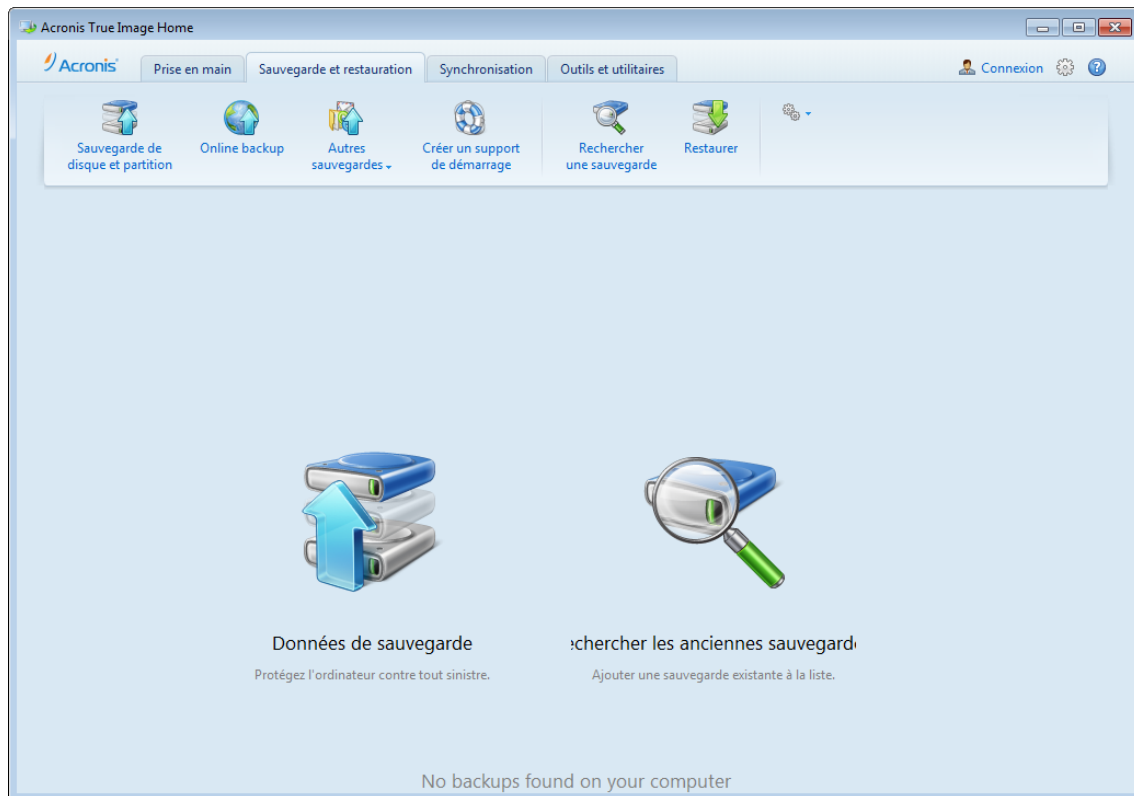 Acronis True Image Home
Acronis
Prise en main
Sauvegarde et restauration
Synchronisation
Outils et utilitaires
Connexion
Sauvegarde de
disque et partition
Online backup
Autres
sauvegardes
Créer un support
de démarrage
Rechercher
une sauvegarde
Restaurer
Données de sauvegarde
Protégez l'ordinateur contre tout sinistre.
echercher les anciennes sauvegard
Ajouter une sauvegarde existante à la liste.
No backups found on your computer